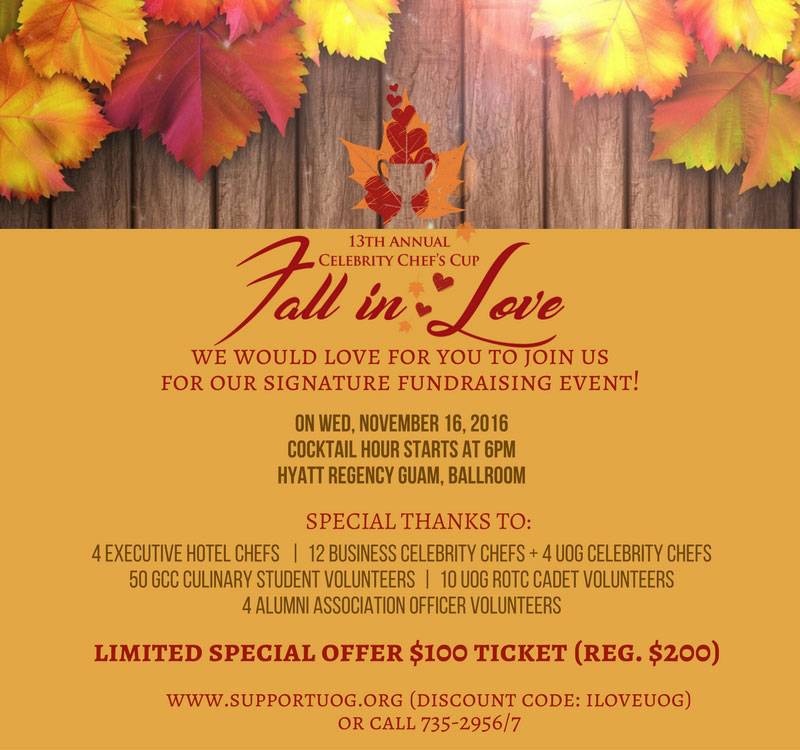 13TH ANNUAL
CELEBRITY CHEF'S CUP
Fall in Love
WE WOULD LOVE FOR YOU TO JOIN US
FOR OUR SIGNATURE FUNDRAISING EVENT!
ON WED, NOVEMBER 16, 2016
COCKTAIL HOUR STARTS AT 6PM
HYATT REGENCY GUAM, BALLROOM
SPECIAL THANKS TO:
4 EXECUTIVE HOTEL CHEFS | 12 BUSINESS CELEBRITY CHEFS + 4 UOG CELEBRITY CHEFS
50 GCC CULINARY STUDENT VOLUNTEERS | 10 UOG ROTC CADET VOLUNTEERS
4 ALUMNI ASSOCIATION OFFICER VOLUNTEERS
LIMITED SPECIAL OFFER $100 TICKET (REG. $200)
WWW.SUPPORTUOG.ORG (DISCOUNT CODE: ILOVEUOG)
OR CALL 735-2956/7